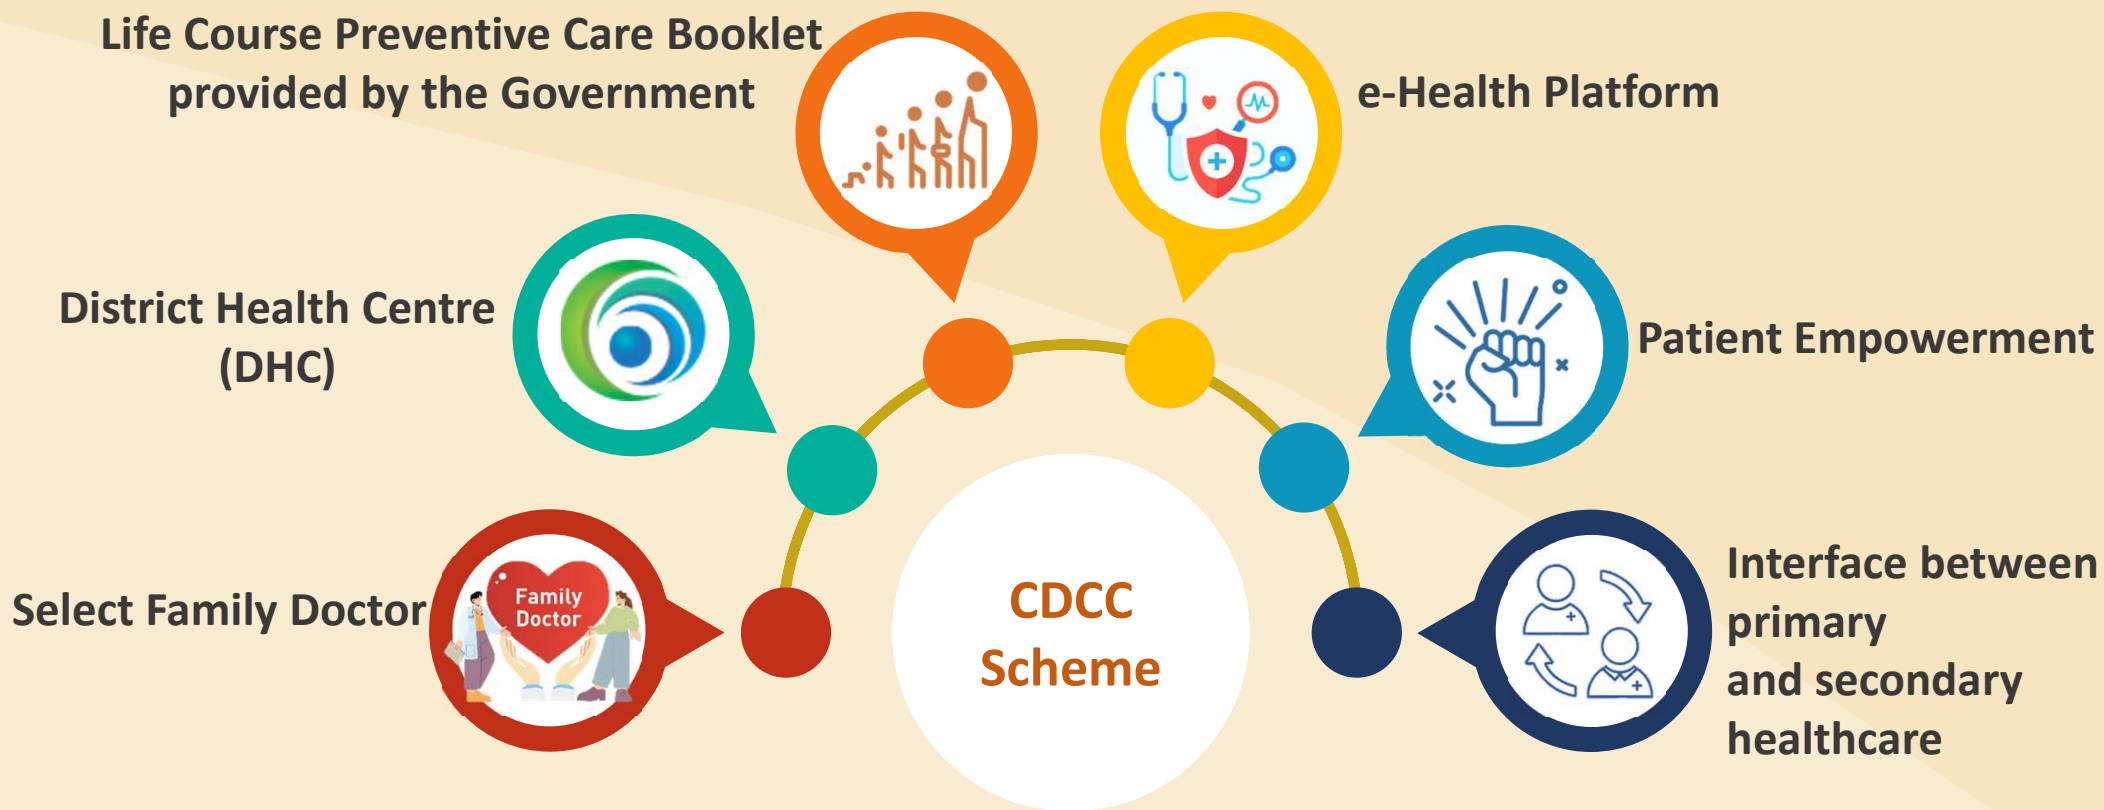 Life Course Preventive Care Booklet
provided by the Government
e-Health Platform
District Health Centre
(DHC)
Patient Empowerment
Select Family Doctor
Family
Doctor
CDCC
Scheme
Interface between
primary
and secondary
healthcare